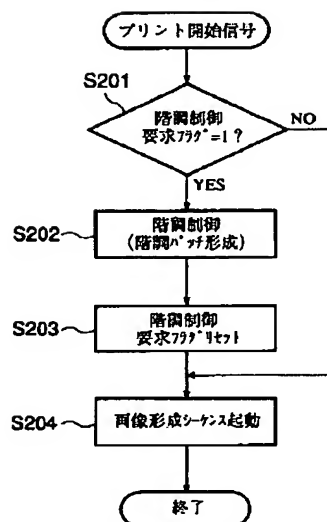 プリント開始信号
S201
階調制御
要求ﾌﾗｸﾞ=1?
NO
YES
S202
階調制御
(階調ﾊﾟｯﾁ形成)
S203
階調制御
要求ﾌﾗｸﾞﾘｾｯﾄ
S204
画像形成ｼｰｹﾝｽ起動
終了